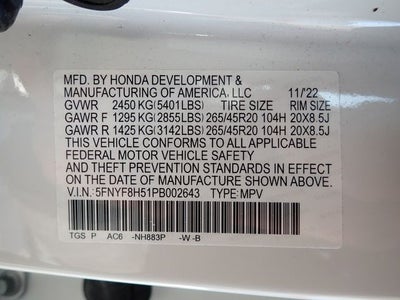 MFD. BY HONDA DEVELOPMENT &
MANUFACTURING OF AMERICA, LLC 11/'22
GVWR 2450 KG(5401LBS) TIRE SIZE RIM SIZE
GAWR F 1295 KG(2855LBS) 265/45R20 104H 20X8.5J
GAWR R 1425 KG(3142LBS) 265/45R20 104H 20X8.5J
THIS VEHICLE CONFORMS TO ALL APPLICABLE
FEDERAL MOTOR VEHICLE SAFETY
AND THEFT PREVENTION STANDARDS IN EFFECT
ON THE DATE OF MANUFACTURE SHOWN ABOVE.
V.I.N.: 5FNYF8H51PB002643 TYPE: MPV
TGS P AC6 -NH883P -W -B